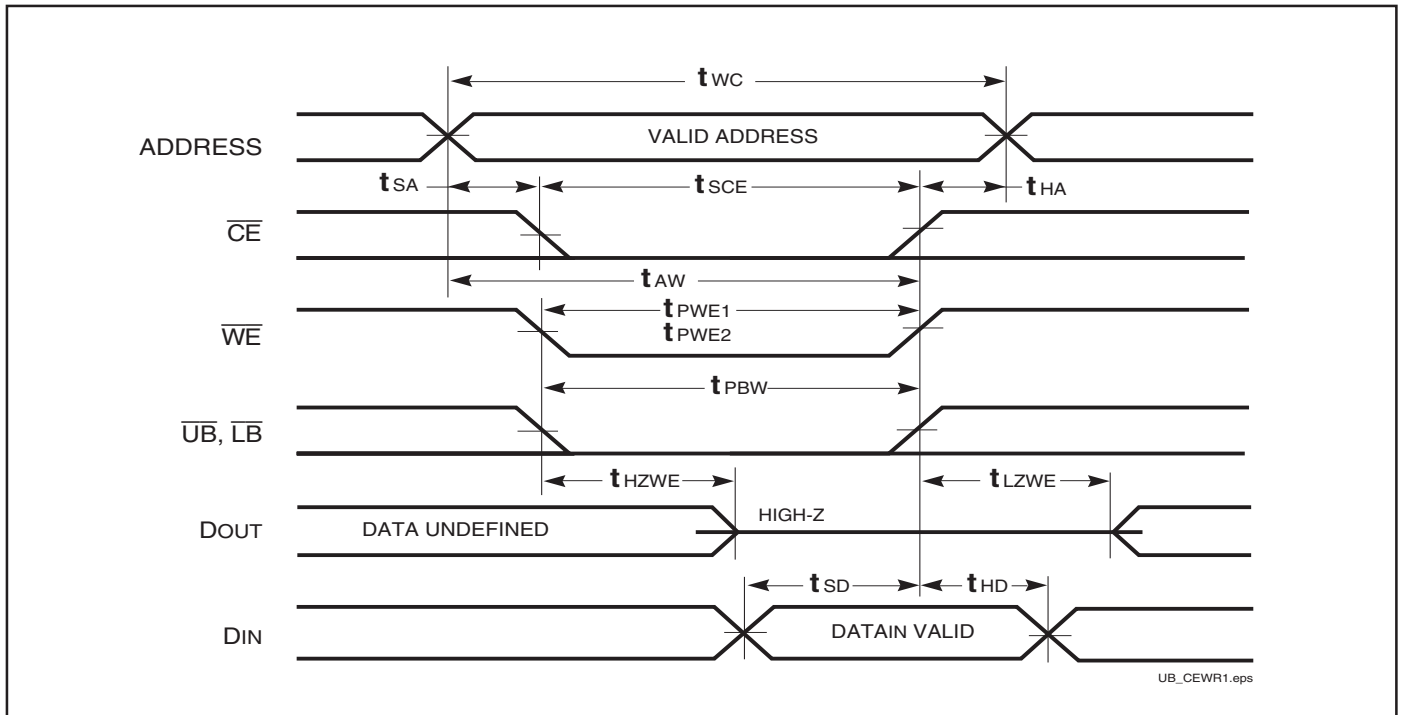 tWC
ADDRESS
VALID ADDRESS
tSA
tSCE
tHA
CE
tAW
tPWE1
tPWE2
WE
tPBW
UB, LB
tHZWE
tLZWE
DOUT
DATA UNDEFINED
HIGH-Z
tSD
tHD
DIN
DATAIN VALID
UB_CEWR1.eps